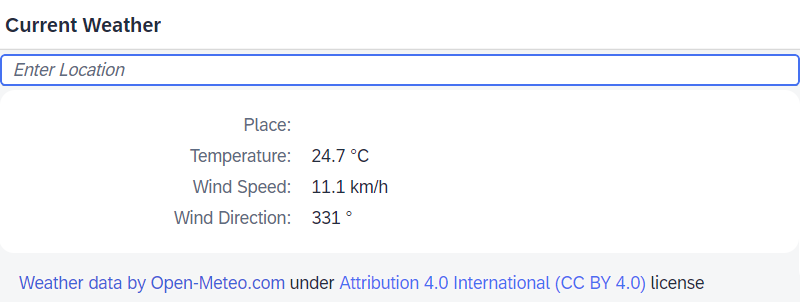 Current Weather
Enter Location
Place:
Temperature: 24.7 °C
Wind Speed: 11.1 km/h
Wind Direction: 331 °
Weather data by Open-Meteo.com under Attribution 4.0 International (CC BY 4.0) license